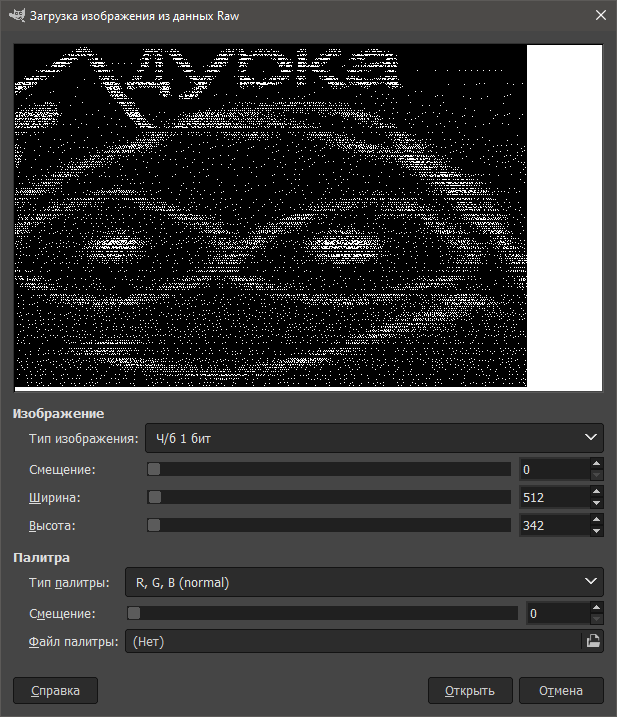 Загрузка изображения из данных Raw
Изображение
Тип изображения: Ч/б 1 бит
Смещение: 0
Ширина: 512
Высота: 342
Палитра
Тип палитры: R, G, B (normal)
Смещение: 0
Файл палитры: (Нет)
Справка Открыть Отмена